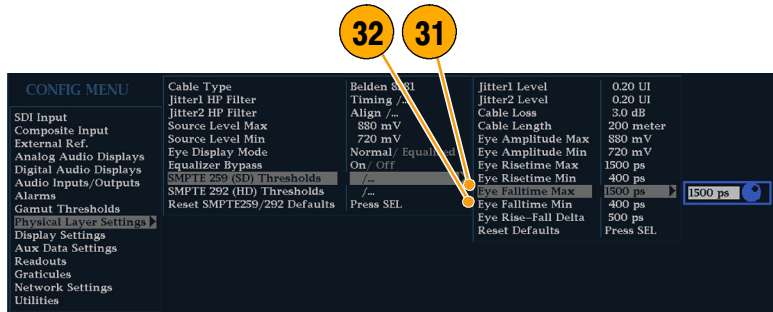 32 31
CONFIG MENU
SDI Input
Composite Input
External Ref.
Analog Audio Displays
Digital Audio Displays
Audio Inputs/Outputs
Alarms
Gamut Thresholds
Physical Layer Settings
Display Settings
Aux Data Settings
Readouts
Graticules
Network Settings
Utilities
Cable Type Belden 8281
Jitter1 HP Filter Timing /...
Jitter2 HP Filter Align /...
Source Level Max 880 mV
Source Level Min 720 mV
Eye Display Mode Normal/ Equalized
Equalizer Bypass On/ Off
SMPTE 259 (SD) Thresholds /...
SMPTE 292 (HD) Thresholds /...
Reset SMPTE259/292 Defaults Press SEL
Jitter1 Level 0.20 UI
Jitter2 Level 0.20 UI
Cable Loss 3.0 dB
Cable Length 200 meter
Eye Amplitude Max 880 mV
Eye Amplitude Min 720 mV
Eye Risetime Max 1500 ps
Eye Risetime Min 400 ps
Eye Falltime Max 1500 ps
Eye Falltime Min 400 ps
Eye Rise-Fall Delta 500 ps
Reset Defaults Press SEL
1500 ps